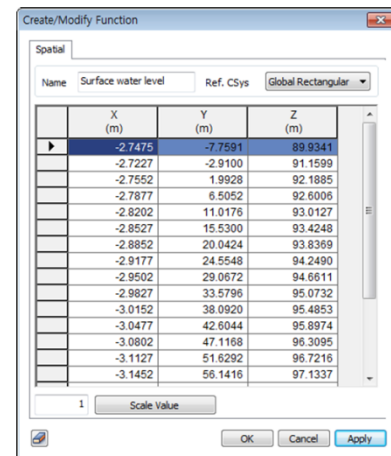 Create/Modify Function
Spatial
Name Surface water level Ref. CSys Global Rectangular
X Y Z
(m) (m) (m)
-2.7475 -7.7591 89.9341
-2.7227 -2.9100 91.1599
-2.7552 1.9928 92.1885
-2.7877 6.5052 92.6006
-2.8202 11.0176 93.0127
-2.8527 15.5300 93.4248
-2.8852 20.0424 93.8369
-2.9177 24.5548 94.2490
-2.9502 29.0672 94.6611
-2.9827 33.5796 95.0732
-3.0152 38.0920 95.4853
-3.0477 42.6044 95.8974
-3.0802 47.1168 96.3095
-3.1127 51.6292 96.7216
-3.1452 56.1416 97.1337
1 Scale Value
OK Cancel Apply